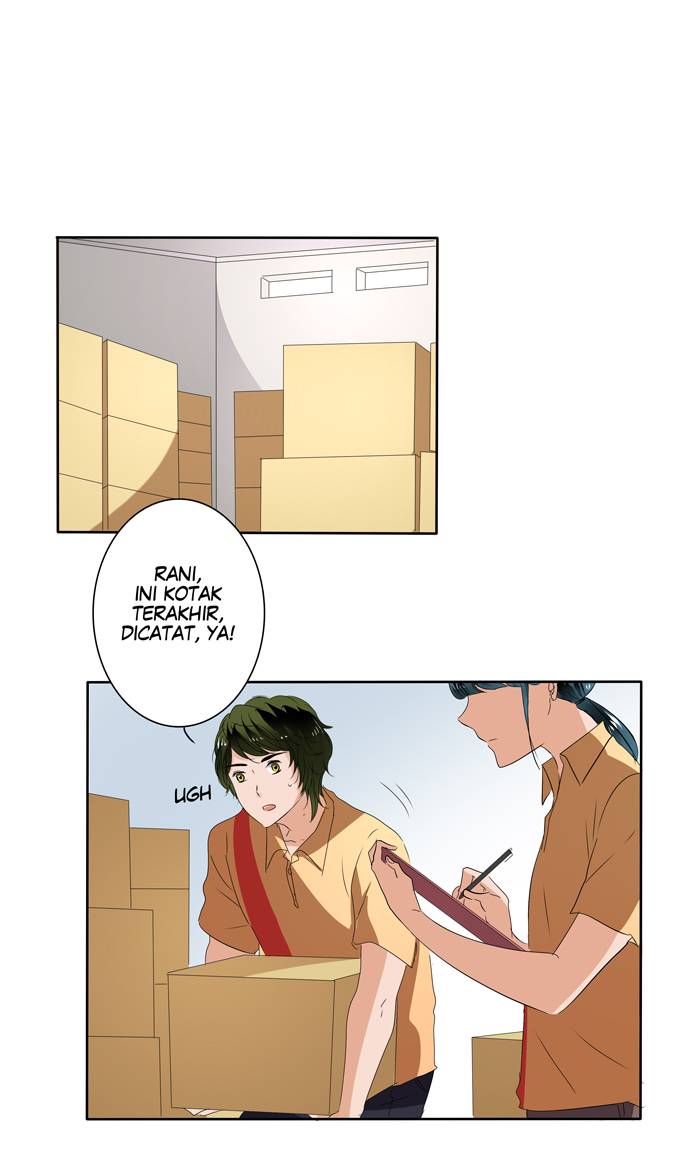 RANI,
INI KOTAK
TERAKHIR,
DICATAT, YA!
UGH